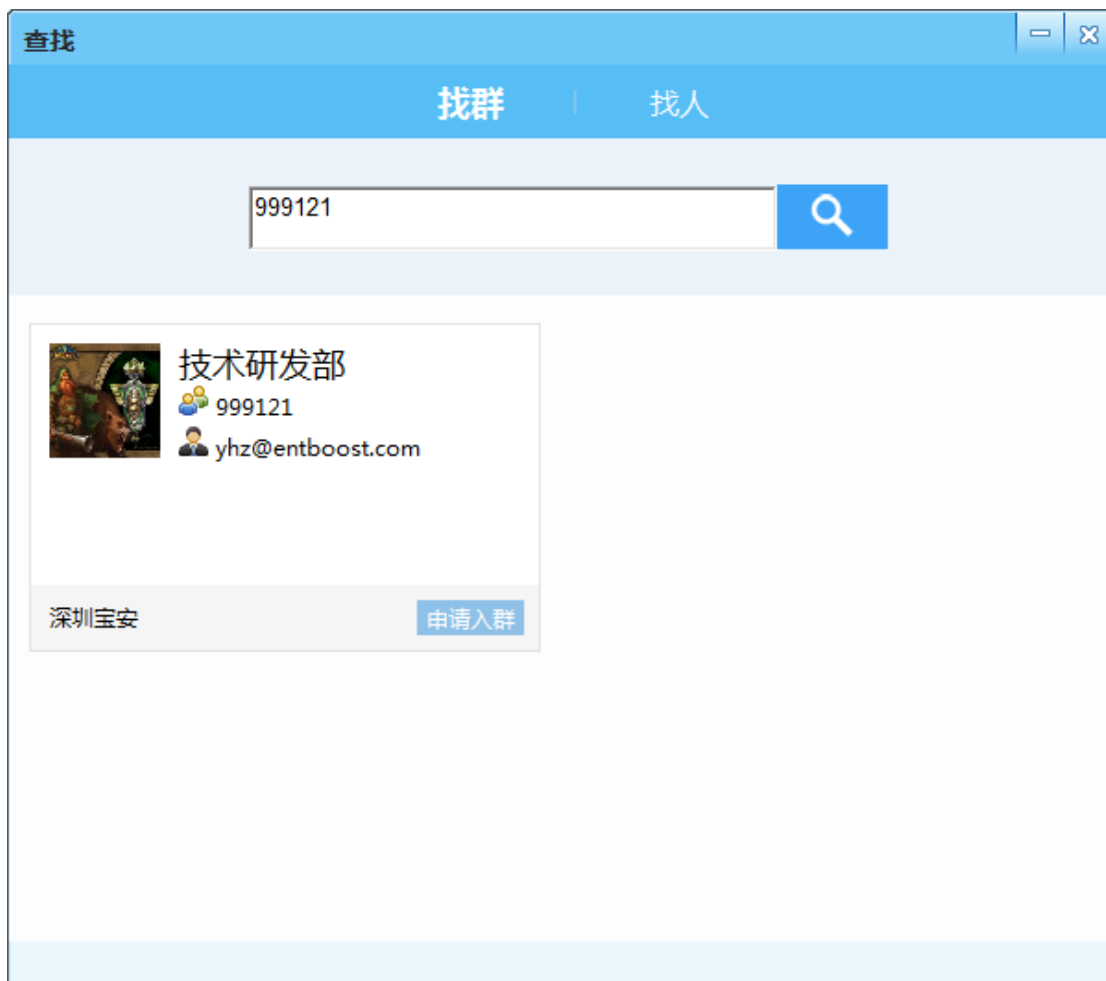 查找
找群 找人
999121
技术研发部
999121
yhz@entboost.com
深圳宝安 申请入群